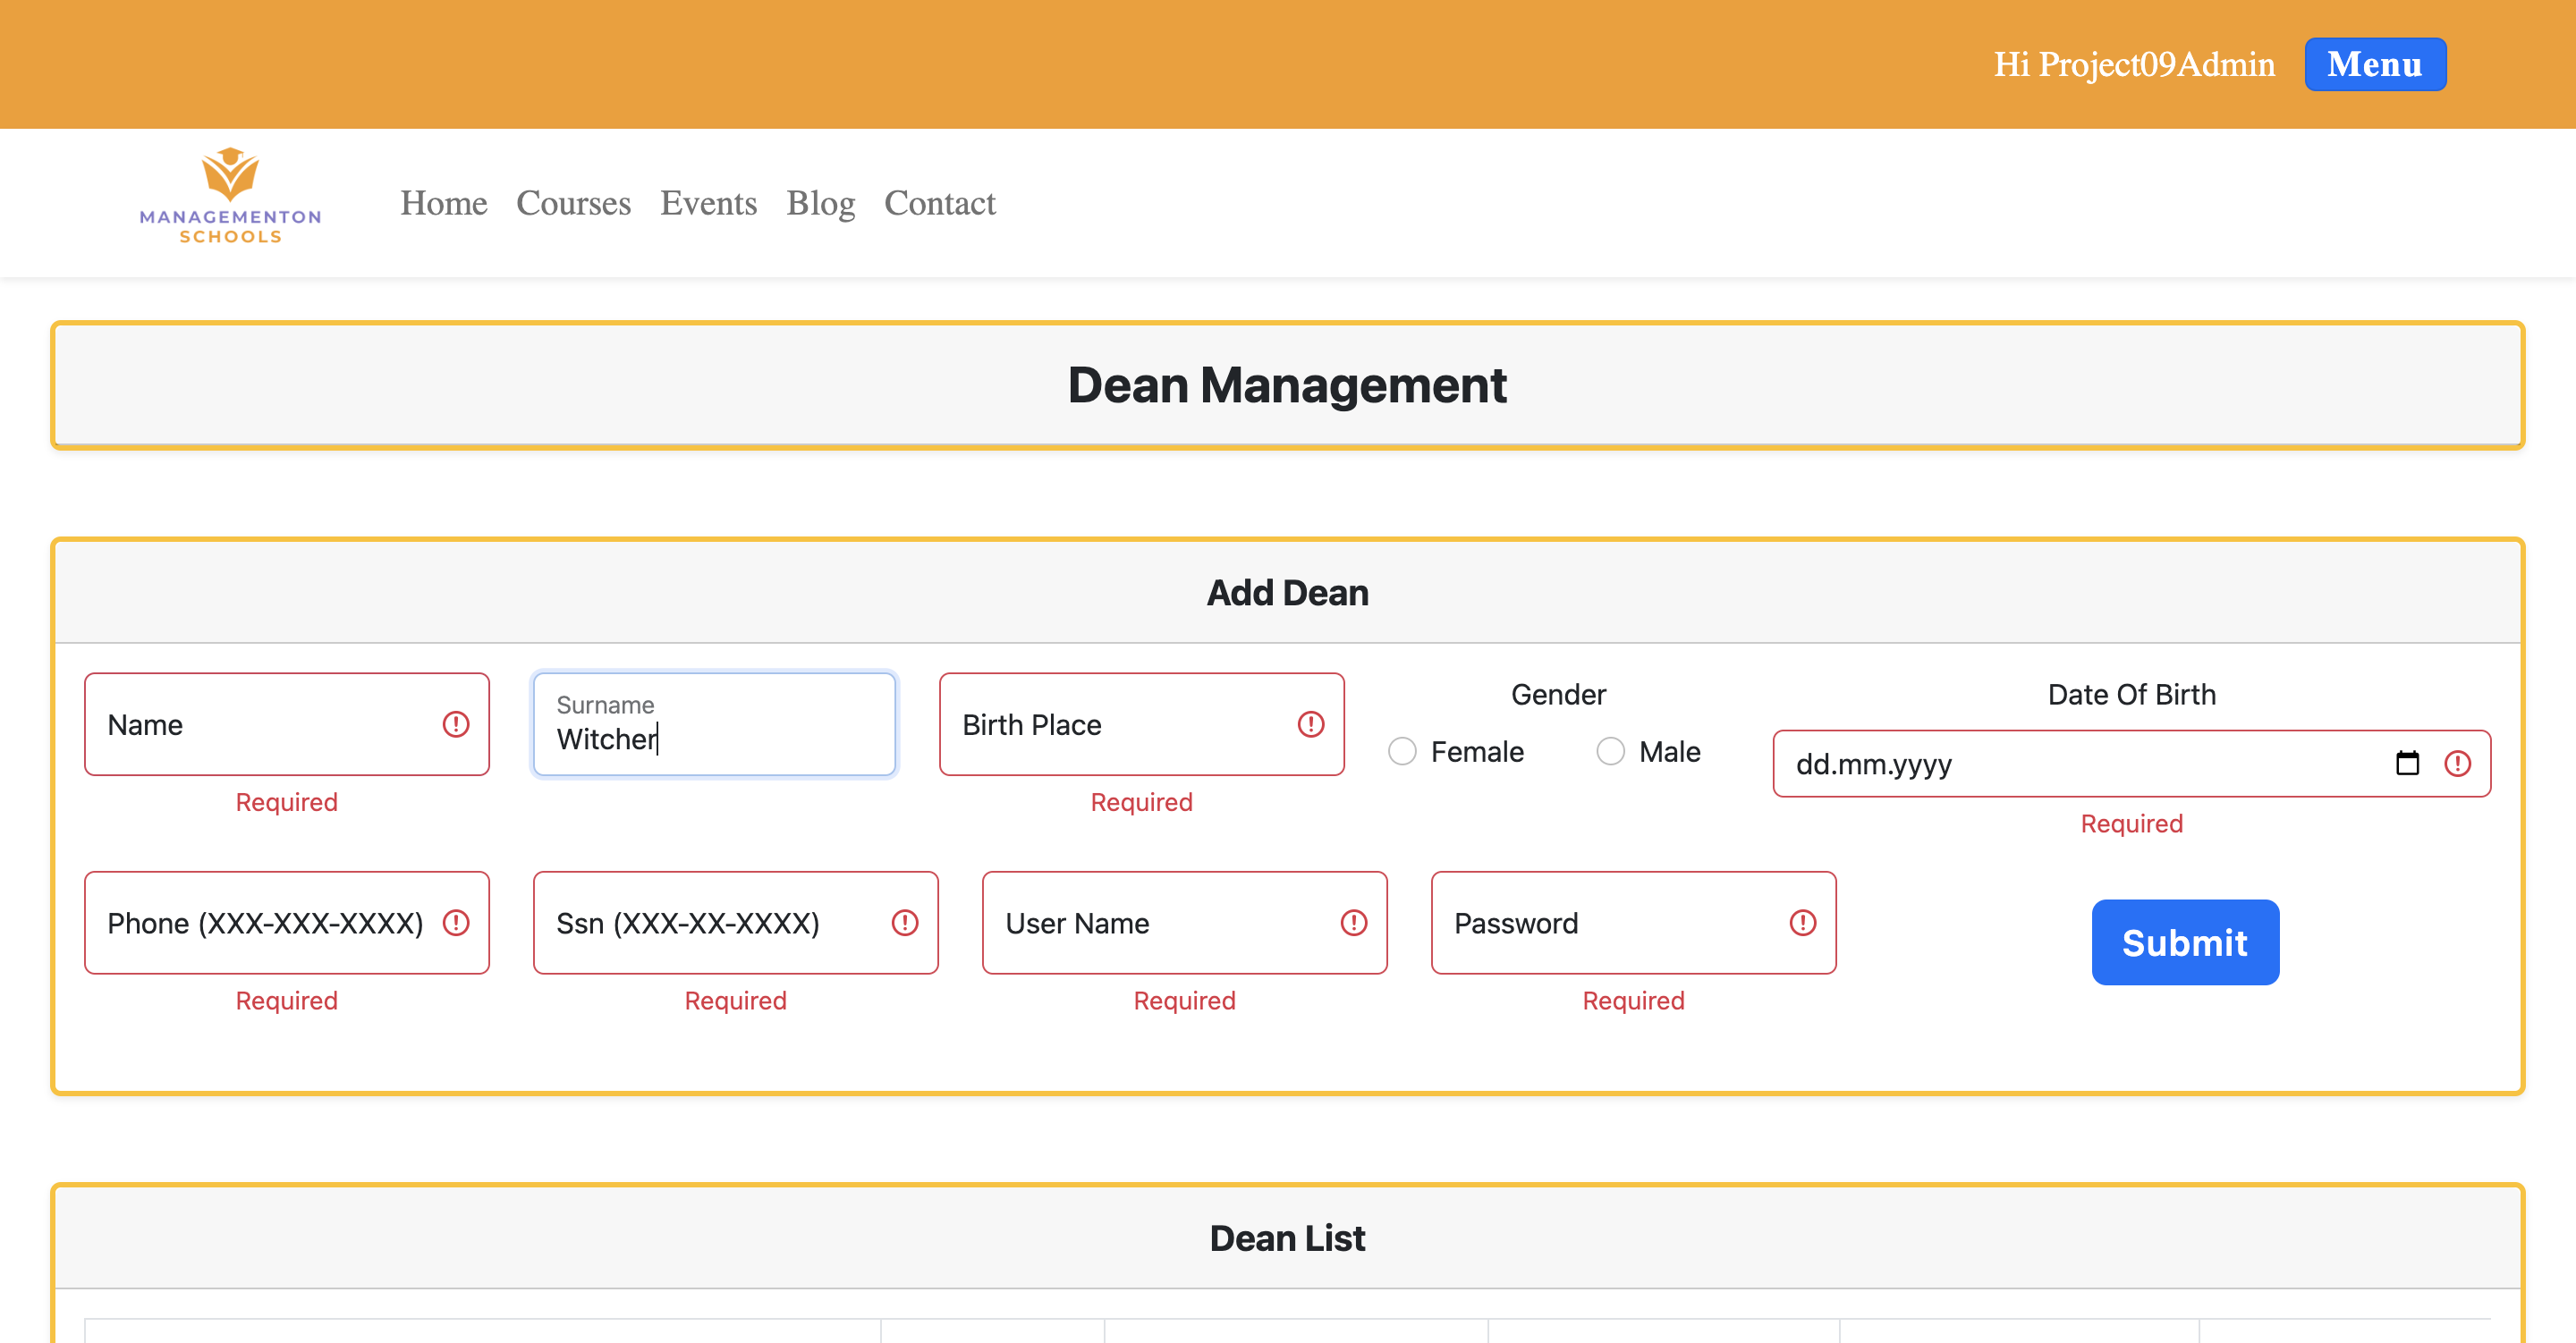 Hi Project09Admin Menu
MANAGEMENTON
SCHOOLS
Home Courses Events Blog Contact
Dean Management
Add Dean
Name
Required
Surname
Witcher
Birth Place
Required
Gender
Female Male
Date Of Birth
dd.mm.yyyy
Required
Phone (XXX-XXX-XXXX)
Required
Ssn (XXX-XX-XXXX)
Required
User Name
Required
Password
Required
Submit
Dean List